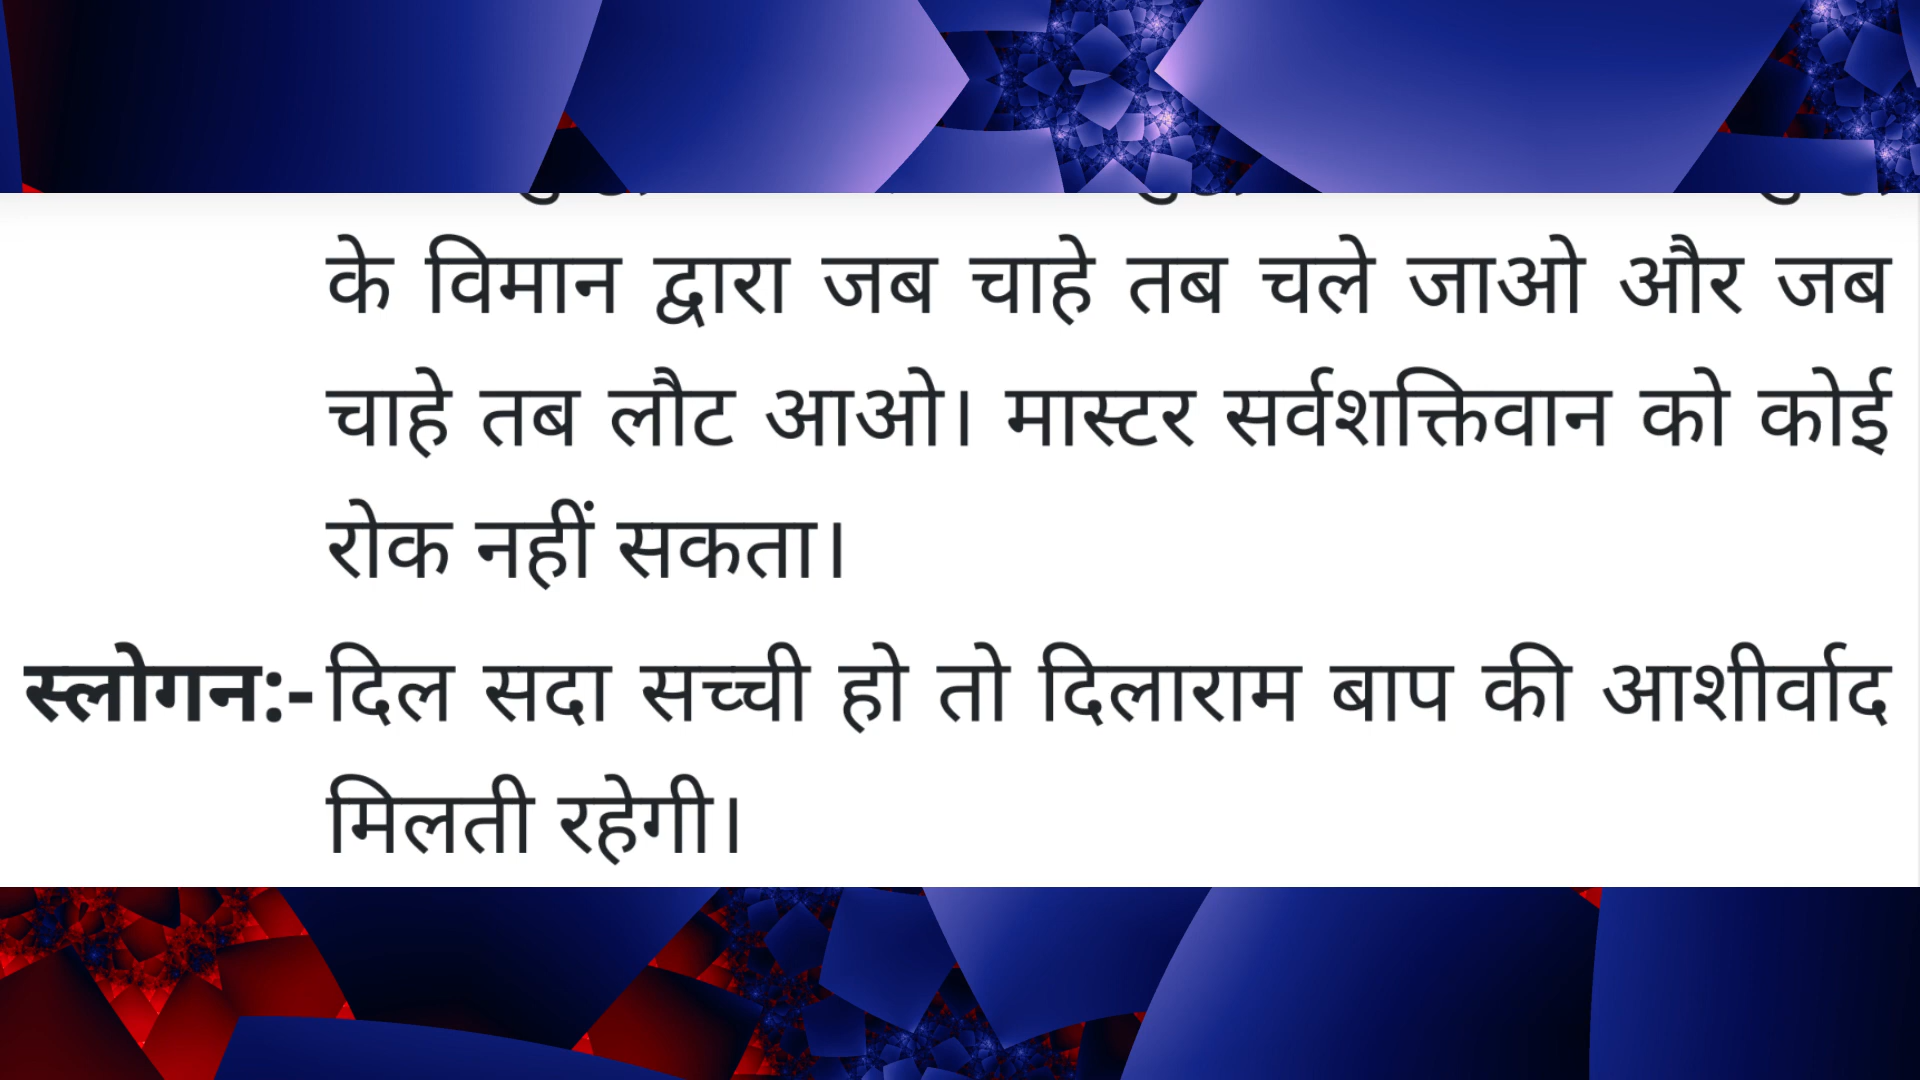 के विमान द्वारा जब चाहे तब चले जाओ और जब
चाहे तब लौट आओ। मास्टर सर्वशक्तिवान को कोई
रोक नहीं सकता।
स्लोगन:- दिल सदा सच्ची हो तो दिलाराम बाप की आशीर्वाद
मिलती रहेगी।